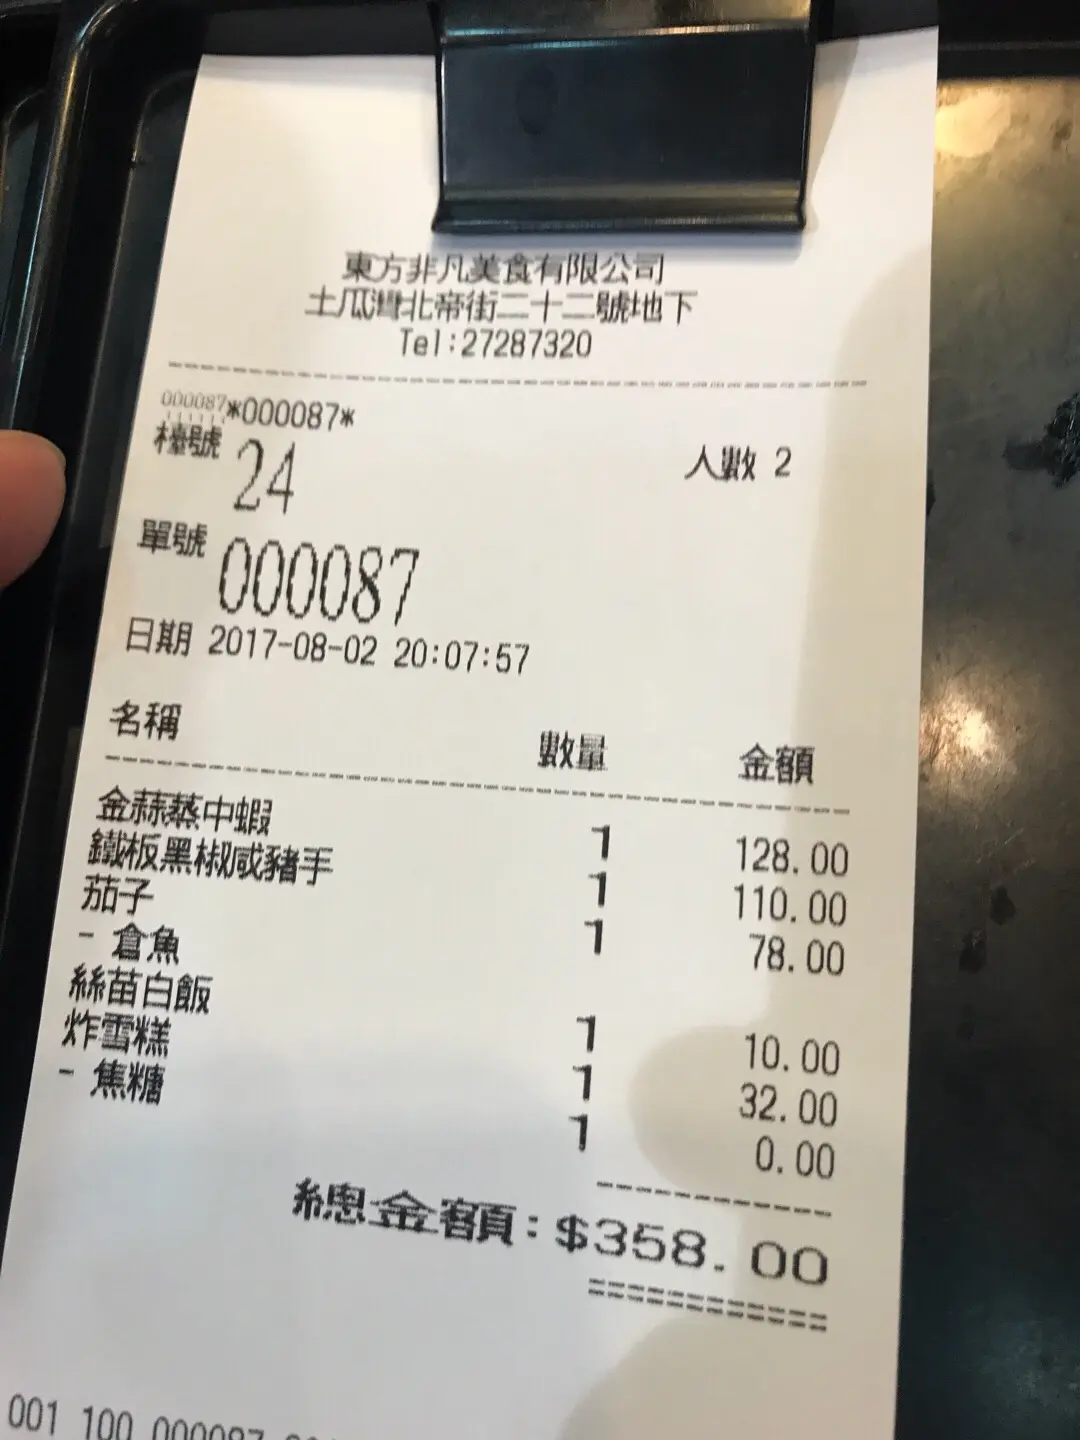 東方非凡美食有限公司
土瓜灣北帝街二十二號地下
Tel:27287320
000087*000087*
檯號 24 人數 2
單號 000087
日期 2017-08-02 20:07:57
名稱 數量 金額
金蒜蒸中蝦 1 128.00
鐵板黑椒咸豬手 1 110.00
茄子 1 78.00
- 倉魚
絲苗白飯 1 10.00
炸雪糕 1 32.00
- 焦糖 1 0.00
總金額:$358.00
001 100 000087